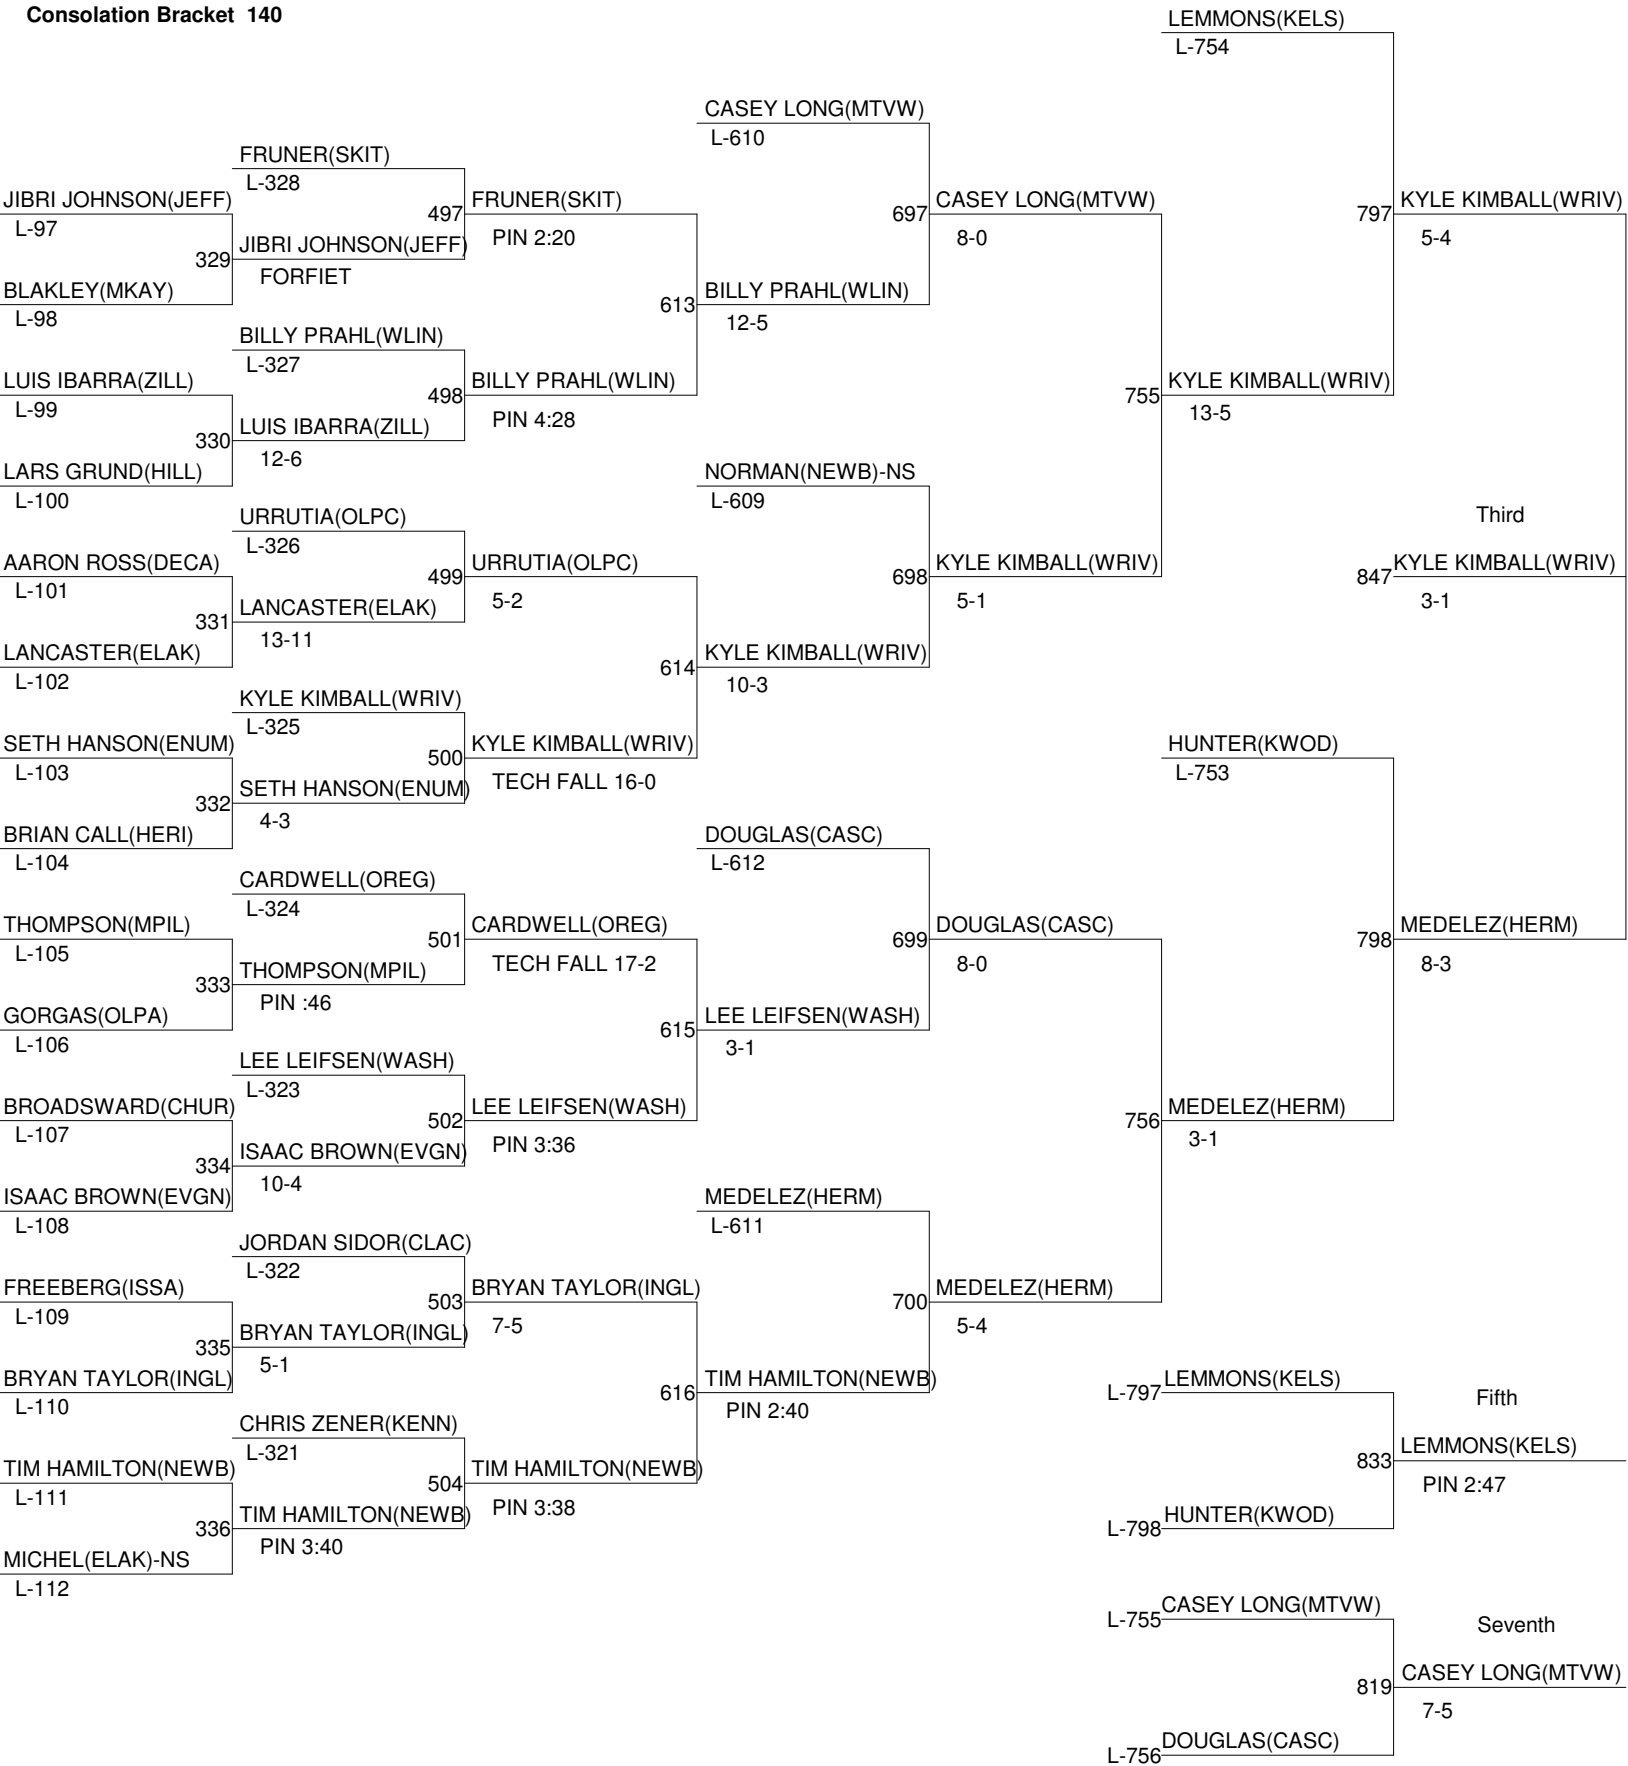 Consolation Bracket 140
LEMMONS(KELS)
L-754
CASEY LONG(MTVW)
L-610
FRUNER(SKIT)
L-328
JIBRI JOHNSON(JEFF)
L-97
497
FRUNER(SKIT)
PIN 2:20
697
CASEY LONG(MTVW)
8-0
797
KYLE KIMBALL(WRIV)
5-4
329
JIBRI JOHNSON(JEFF)
FORFIET
BLAKLEY(MKAY)
L-98
613
BILLY PRAHL(WLIN)
12-5
BILLY PRAHL(WLIN)
L-327
LUIS IBARRA(ZILL)
L-99
498
BILLY PRAHL(WLIN)
PIN 4:28
755
KYLE KIMBALL(WRIV)
13-5
330
LUIS IBARRA(ZILL)
12-6
LARS GRUND(HILL)
L-100
NORMAN(NEWB)-NS
L-609
URRUTIA(OLPC)
L-326
Third
AARON ROSS(DECA)
L-101
499
URRUTIA(OLPC)
5-2
698
KYLE KIMBALL(WRIV)
5-1
847
KYLE KIMBALL(WRIV)
3-1
331
LANCASTER(ELAK)
13-11
LANCASTER(ELAK)
L-102
614
KYLE KIMBALL(WRIV)
10-3
KYLE KIMBALL(WRIV)
L-325
SETH HANSON(ENUM)
L-103
500
KYLE KIMBALL(WRIV)
TECH FALL 16-0
HUNTER(KWOD)
L-753
332
SETH HANSON(ENUM)
4-3
BRIAN CALL(HERI)
L-104
DOUGLAS(CASC)
L-612
CARDWELL(OREG)
L-324
THOMPSON(MPIL)
L-105
501
CARDWELL(OREG)
TECH FALL 17-2
699
DOUGLAS(CASC)
8-0
798
MEDELEZ(HERM)
8-3
333
THOMPSON(MPIL)
PIN :46
GORGAS(OLPA)
L-106
615
LEE LEIFSEN(WASH)
3-1
LEE LEIFSEN(WASH)
L-323
BROADSWARD(CHUR)
L-107
502
LEE LEIFSEN(WASH)
PIN 3:36
756
MEDELEZ(HERM)
3-1
334
ISAAC BROWN(EVGN)
10-4
ISAAC BROWN(EVGN)
L-108
MEDELEZ(HERM)
L-611
JORDAN SIDOR(CLAC)
L-322
FREEBERG(ISSA)
L-109
503
BRYAN TAYLOR(INGL)
7-5
700
MEDELEZ(HERM)
5-4
335
BRYAN TAYLOR(INGL)
5-1
BRYAN TAYLOR(INGL)
L-110
616
TIM HAMILTON(NEWB)
PIN 2:40
L-797
LEMMONS(KELS)
Fifth
CHRIS ZENER(KENN)
L-321
833
LEMMONS(KELS)
PIN 2:47
TIM HAMILTON(NEWB)
L-111
504
TIM HAMILTON(NEWB)
PIN 3:38
336
TIM HAMILTON(NEWB)
PIN 3:40
L-798
HUNTER(KWOD)
MICHEL(ELAK)-NS
L-112
L-755
CASEY LONG(MTVW)
Seventh
819
CASEY LONG(MTVW)
7-5
L-756
DOUGLAS(CASC)